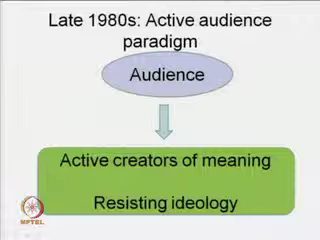 Late 1980s: Active audience
paradigm
Audience
Active creators of meaning
Resisting ideology
NPTEL